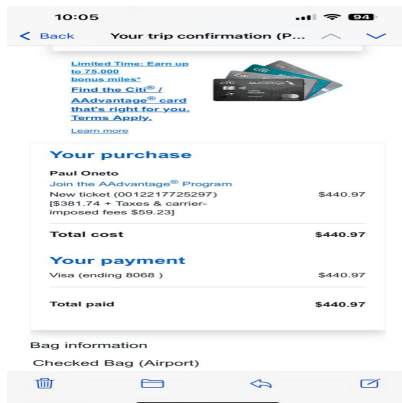 10:05
94
Back
Your trip confirmation (P...
Limited Time: Earn up
to 75,000
bonus miles*
Find the Citi® /
AAdvantage® card
that's right for you.
Terms Apply.
Learn more
Your purchase
Paul Oneto
Join the AAdvantage® Program
New ticket (0012217725297) $440.97
[$381.74 + Taxes & carrier-
imposed fees $59.23]
Total cost $440.97
Your payment
Visa (ending 8068 ) $440.97
Total paid $440.97
Bag information
Checked Bag (Airport)